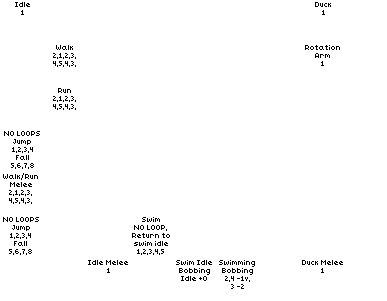 Idle
1
Duck
1
Walk
2,1,2,3,
4,5,4,3,
Rotation
Arm
1
Run
2,1,2,3,
4,5,4,3,
NO LOOPS
Jump
1,2,3,4
Fall
5,6,7,8
Walk/Run
Melee
2,1,2,3,
4,5,4,3,
NO LOOPS
Jump
1,2,3,4
Fall
5,6,7,8
Swim
NO LOOP,
Return to
swim idle
1,2,3,4,5
Idle Melee
1
Swim Idle
Bobbing
Idle +0
Swimming
Bobbing
2,4 -1v,
3 -2
Duck Melee
1